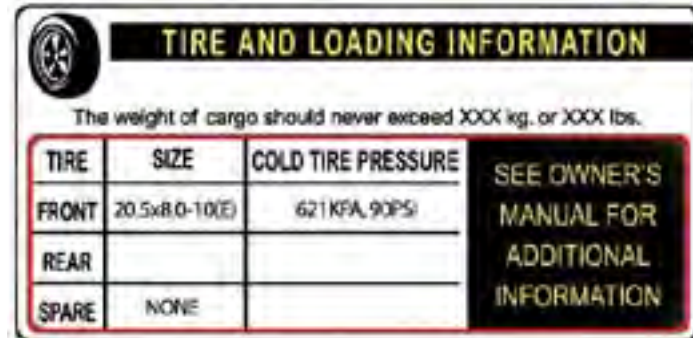 TIRE AND LOADING INFORMATION
The weight of cargo should never exceed XXX kg. or XXX lbs.
TIRE SIZE COLD TIRE PRESSURE
FRONT 20.5x8.0-10(E) 621KPA, 90PSI
REAR
SPARE NONE
SEE OWNER'S
MANUAL FOR
ADDITIONAL
INFORMATION